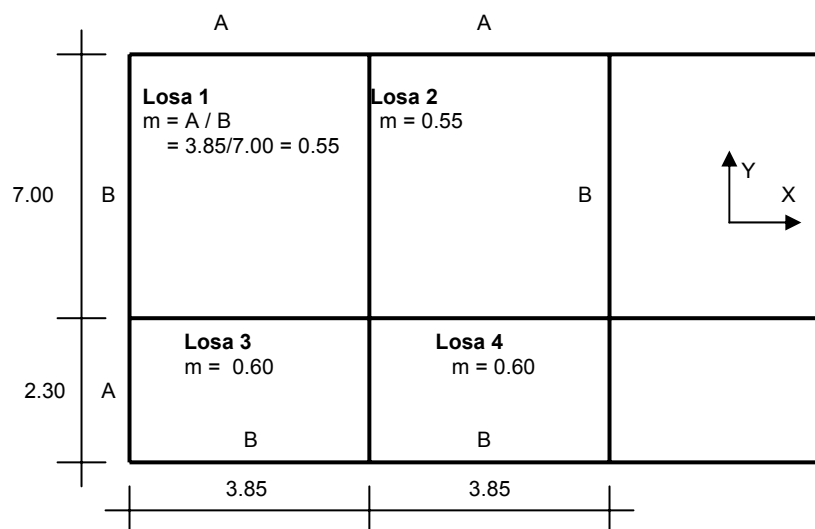 A A
Losa 1 Losa 2
m = A / B m = 0.55
= 3.85/7.00 = 0.55
Y
7.00 B B X
Losa 3 Losa 4
m = 0.60 m = 0.60
2.30 A
B B
3.85 3.85